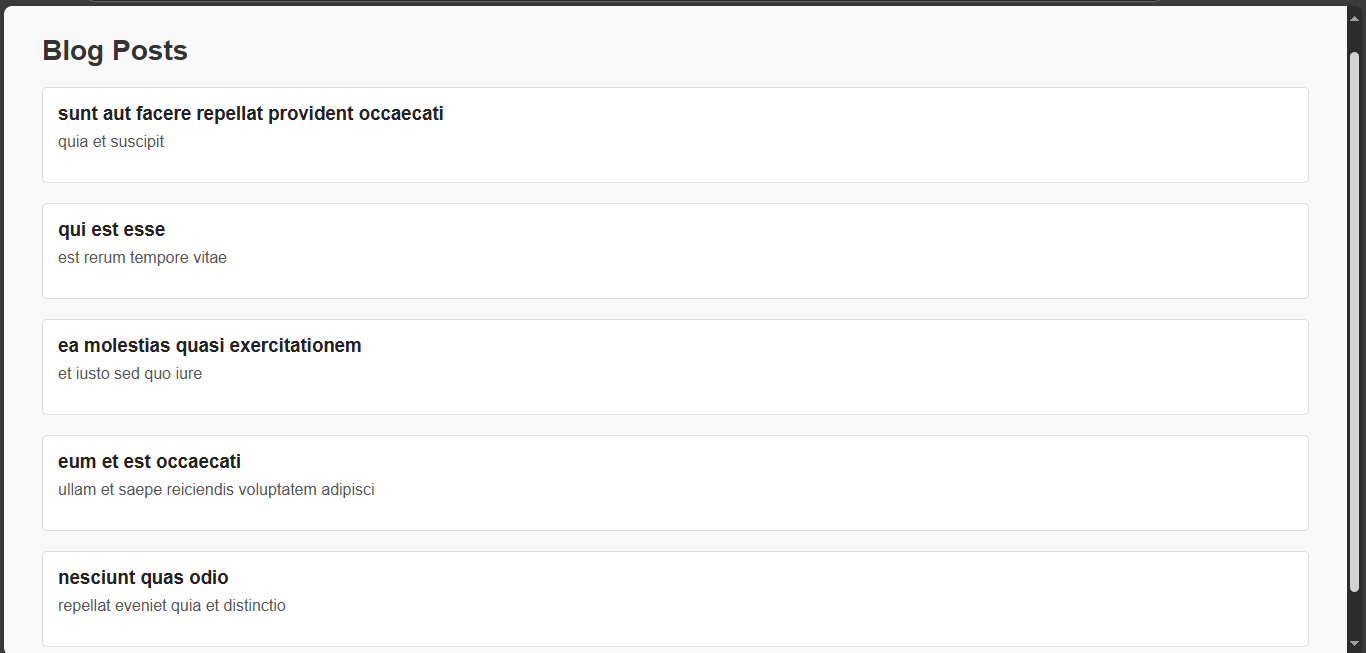 Blog Posts
sunt aut facere repellat provident occaecati
quia et suscipit
qui est esse
est rerum tempore vitae
ea molestias quasi exercitationem
et iusto sed quo iure
eum et est occaecati
ullam et saepe reiciendis voluptatem adipisci
nesciunt quas odio
repellat eveniet quia et distinctio